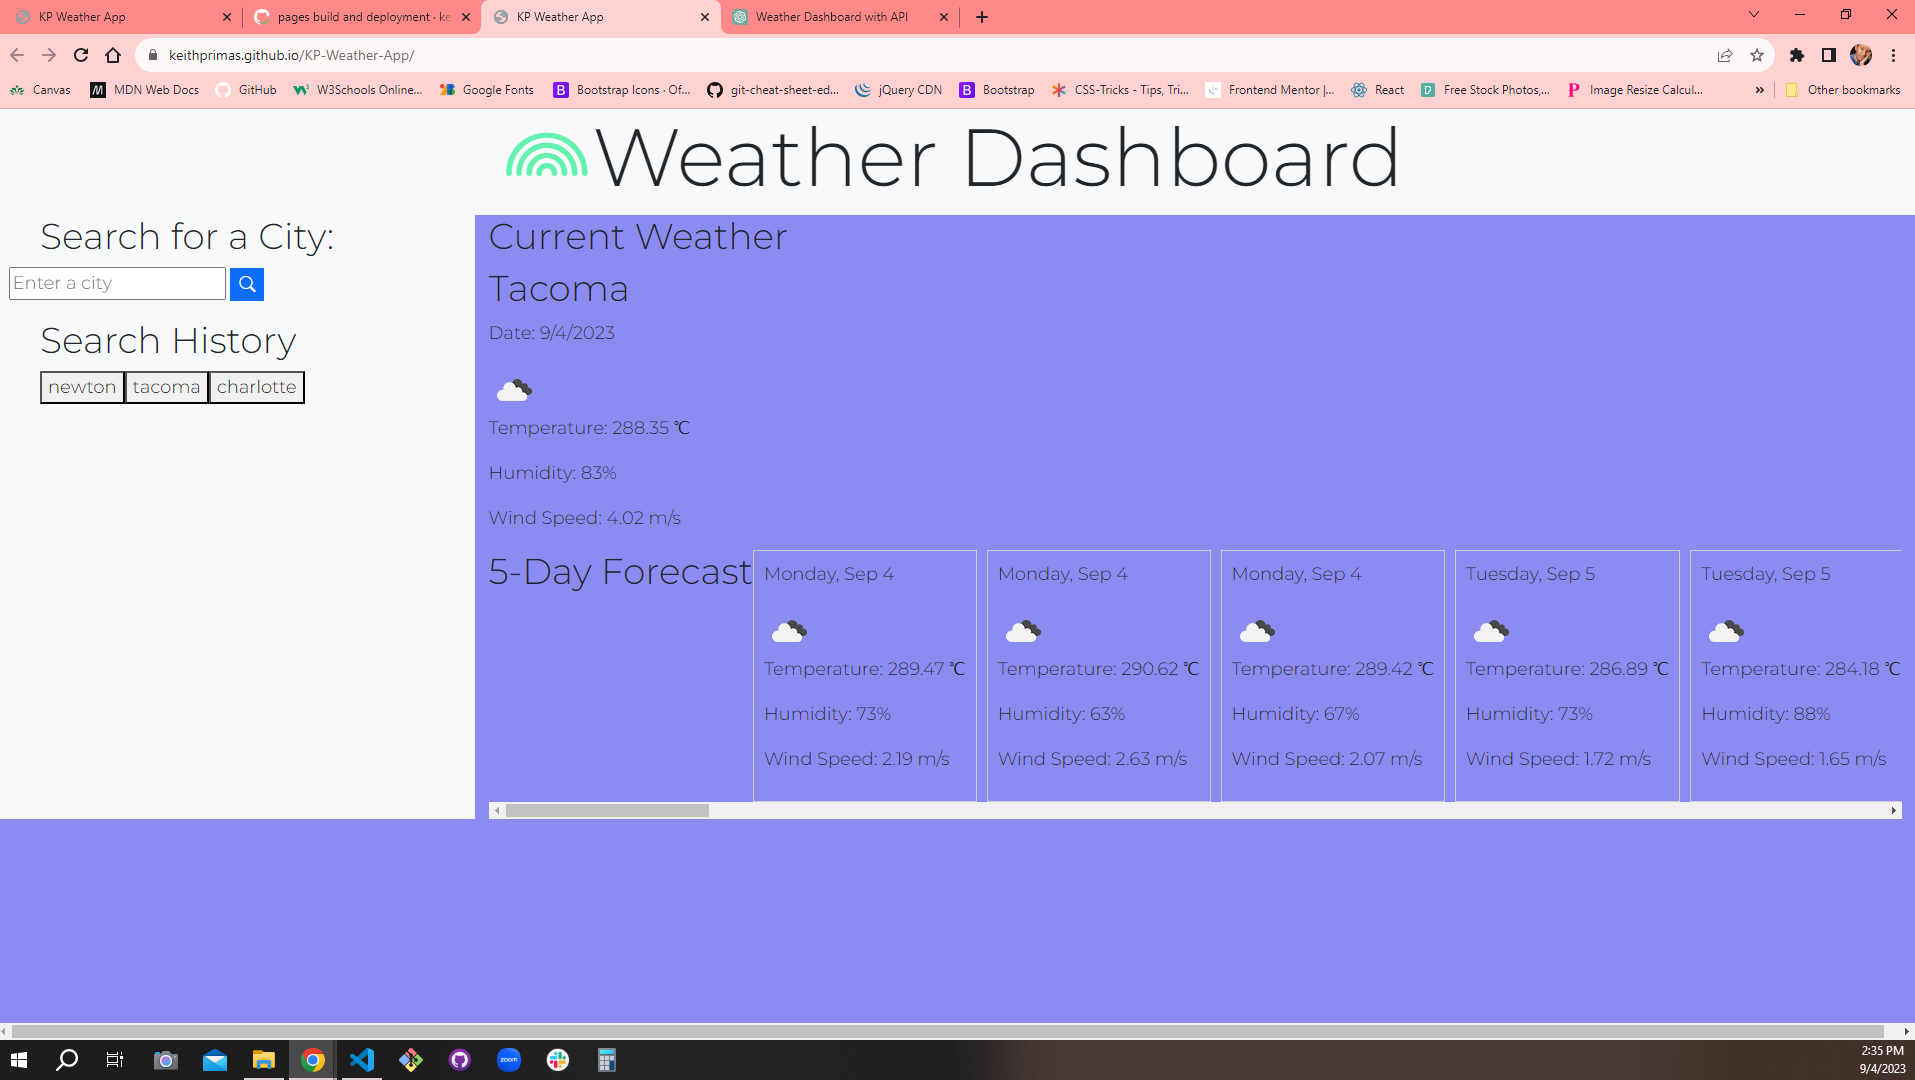 KP Weather App
pages build and deployment · ke
KP Weather App
Weather Dashboard with API
keithprimas.github.io/KP-Weather-App/
Canvas
MDN Web Docs
GitHub
W3Schools Online...
Google Fonts
Bootstrap Icons · Of...
git-cheat-sheet-ed...
jQuery CDN
Bootstrap
CSS-Tricks - Tips, Tri...
Frontend Mentor |...
React
Free Stock Photos,...
Image Resize Calcul...
»
Other bookmarks
Weather Dashboard
Search for a City:
Enter a city
Search History
newton
tacoma
charlotte
Current Weather
Tacoma
Date: 9/4/2023
Temperature: 288.35 ℃
Humidity: 83%
Wind Speed: 4.02 m/s
5-Day Forecast
Monday, Sep 4
Temperature: 289.47 ℃
Humidity: 73%
Wind Speed: 2.19 m/s
Monday, Sep 4
Temperature: 290.62 ℃
Humidity: 63%
Wind Speed: 2.63 m/s
Monday, Sep 4
Temperature: 289.42 ℃
Humidity: 67%
Wind Speed: 2.07 m/s
Tuesday, Sep 5
Temperature: 286.89 ℃
Humidity: 73%
Wind Speed: 1.72 m/s
Tuesday, Sep 5
Temperature: 284.18 ℃
Humidity: 88%
Wind Speed: 1.65 m/s
zoom
2:35 PM
9/4/2023